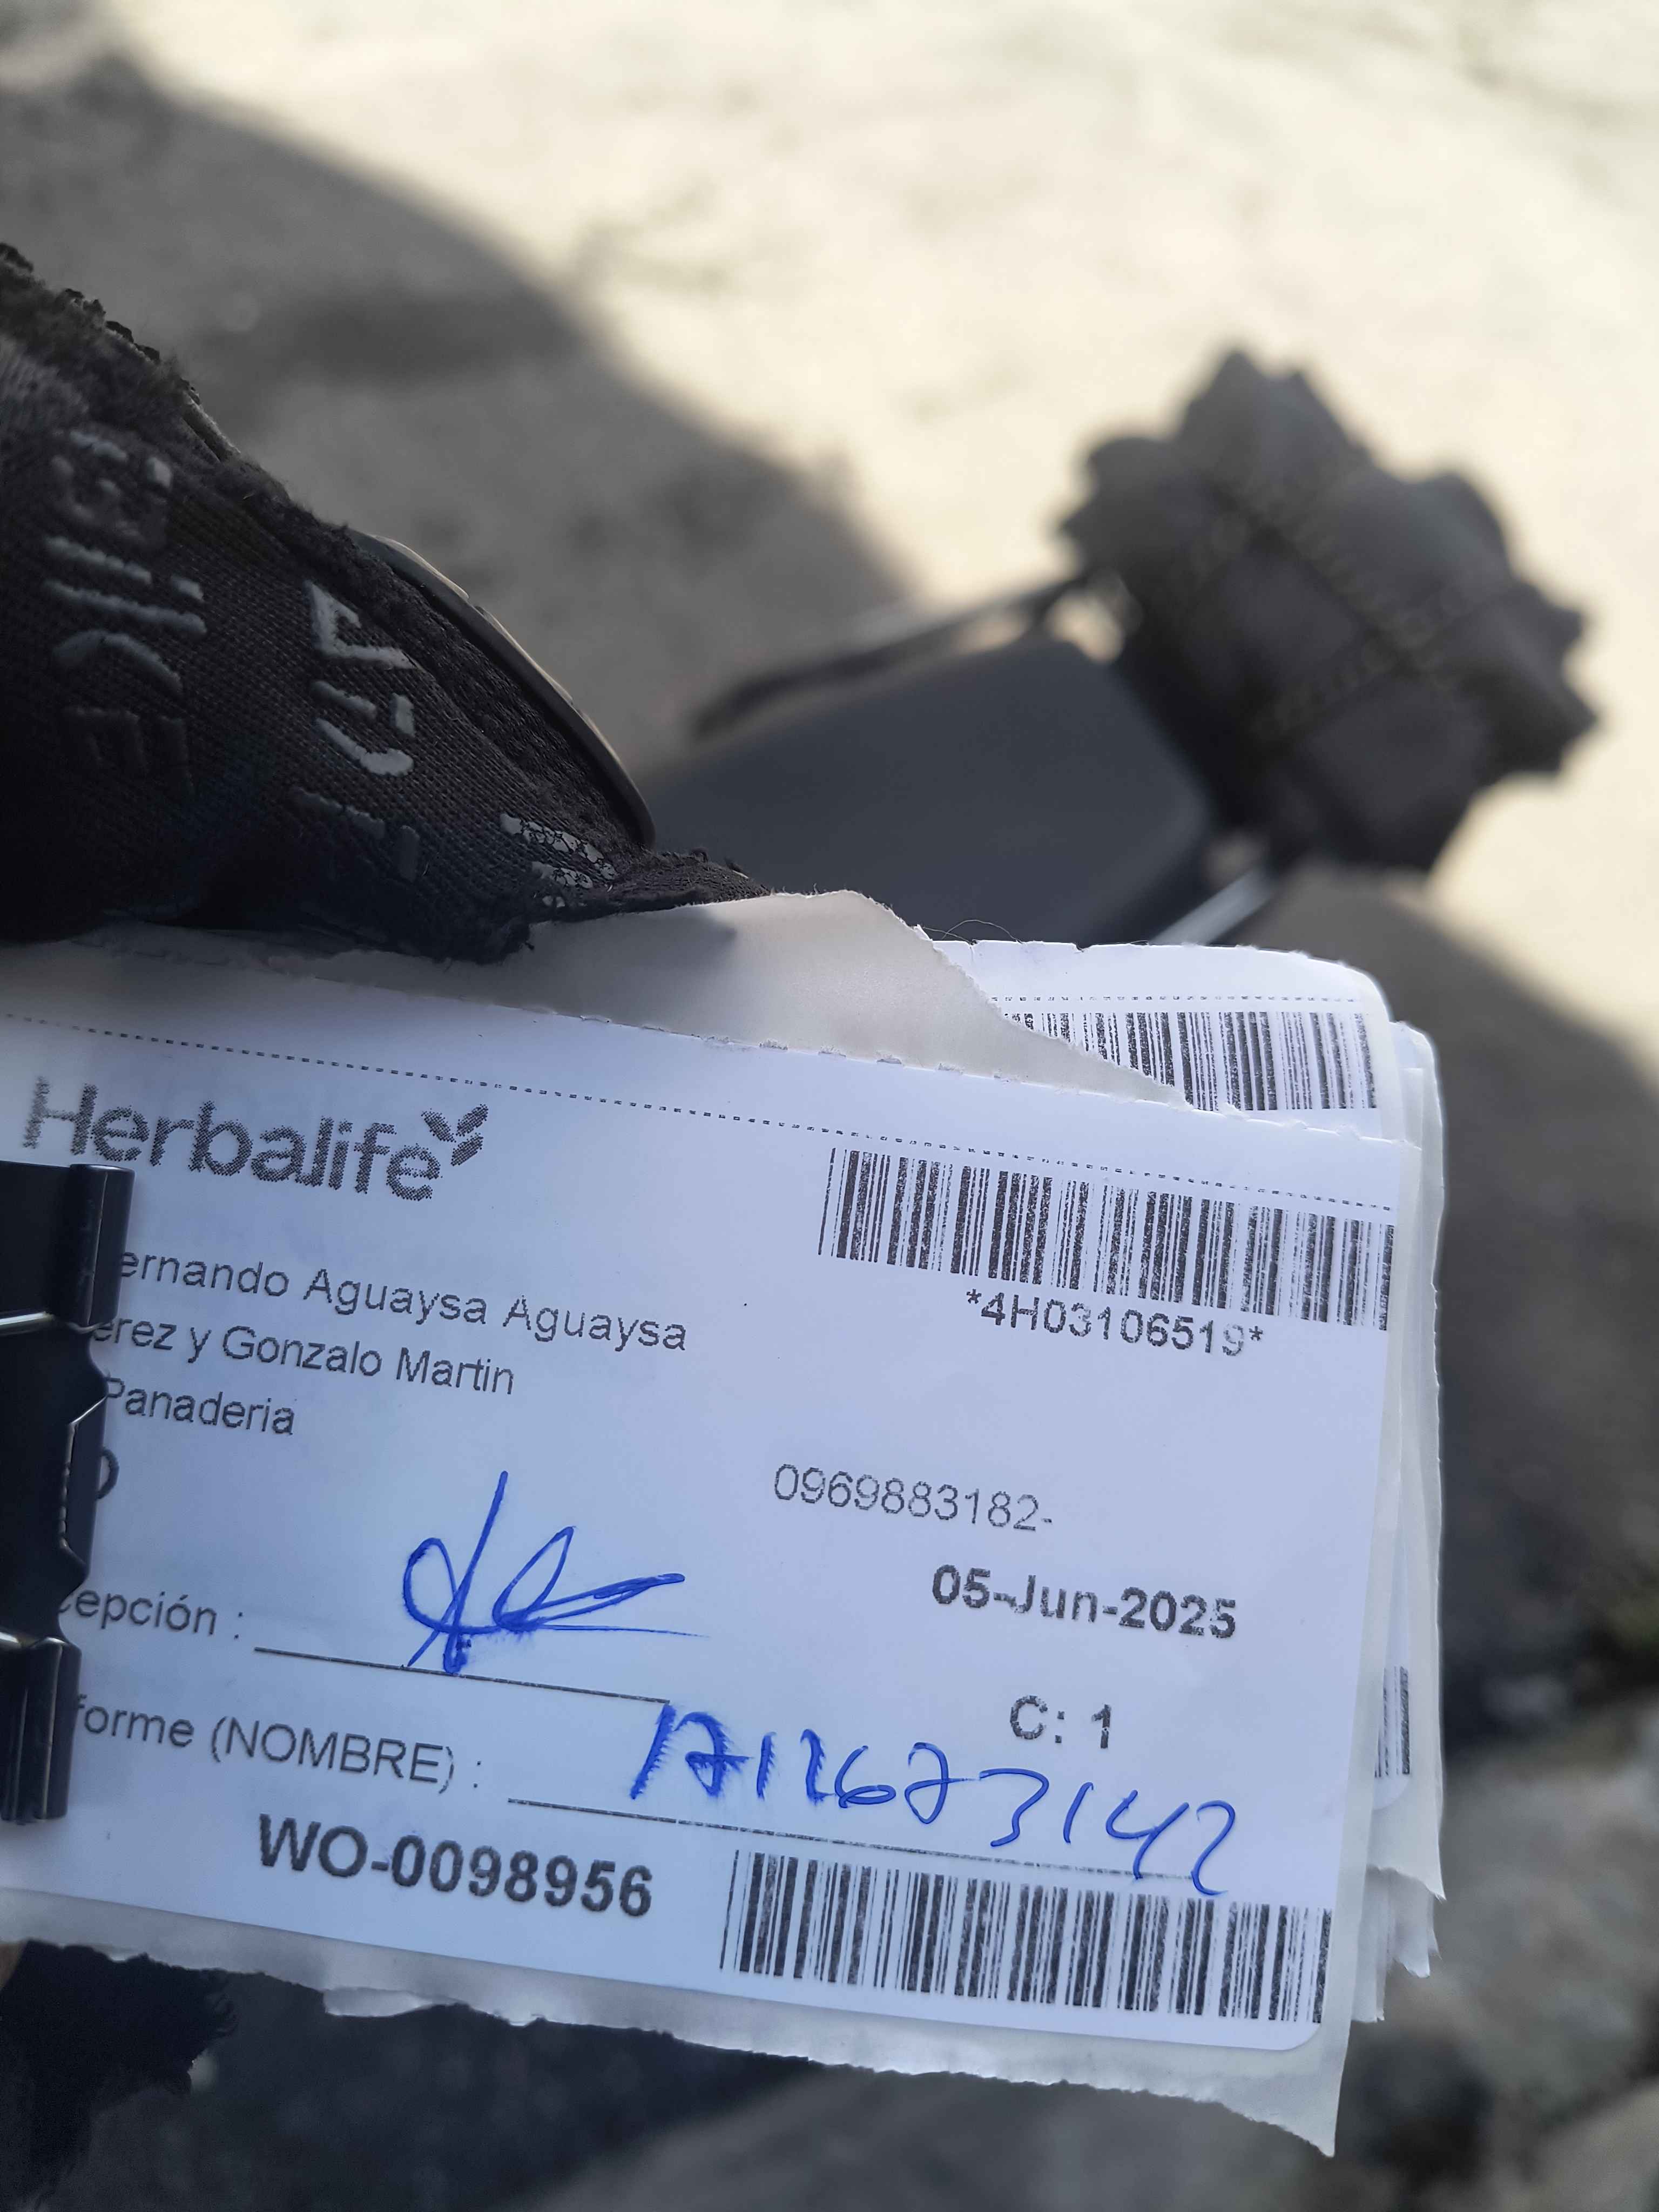 Herbalife
*4H03106519*
ernando Aguaysa Aguaysa
erez y Gonzalo Martin
Panaderia
O
0969883182-
05-Jun-2025
cepción :
C: 1
forme (NOMBRE) :
1712673142
WO-0098956